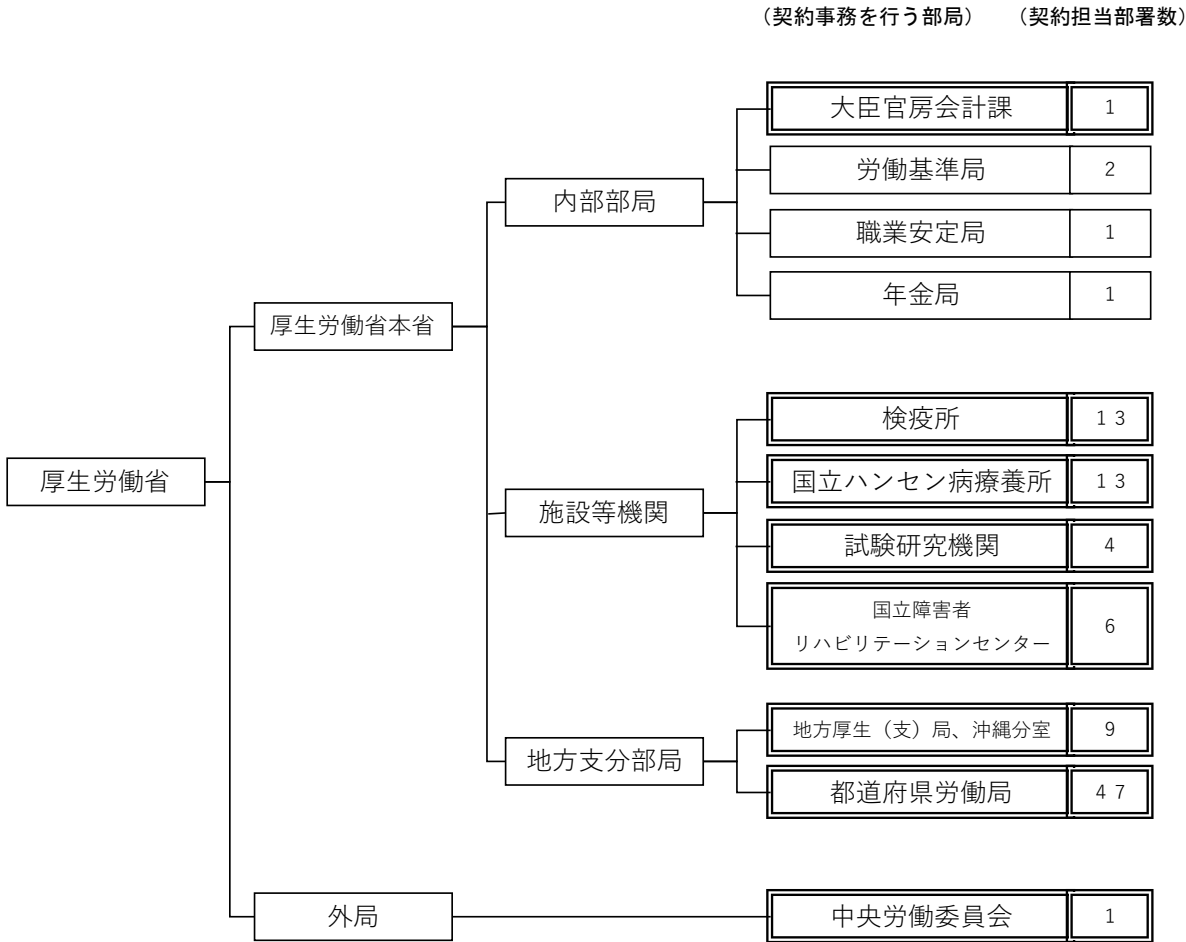 （契約事務を行う部局）　（契約担当部署数）
大臣官房会計課　1
労働基準局　2
内部部局
職業安定局　1
年金局　1
厚生労働省本省
検疫所　１３
厚生労働省
国立ハンセン病療養所　１３
施設等機関
試験研究機関　4
国立障害者
リハビリテーションセンター　6
地方厚生（支）局、沖縄分室　9
地方支分部局
都道府県労働局　４７
外局
中央労働委員会　1